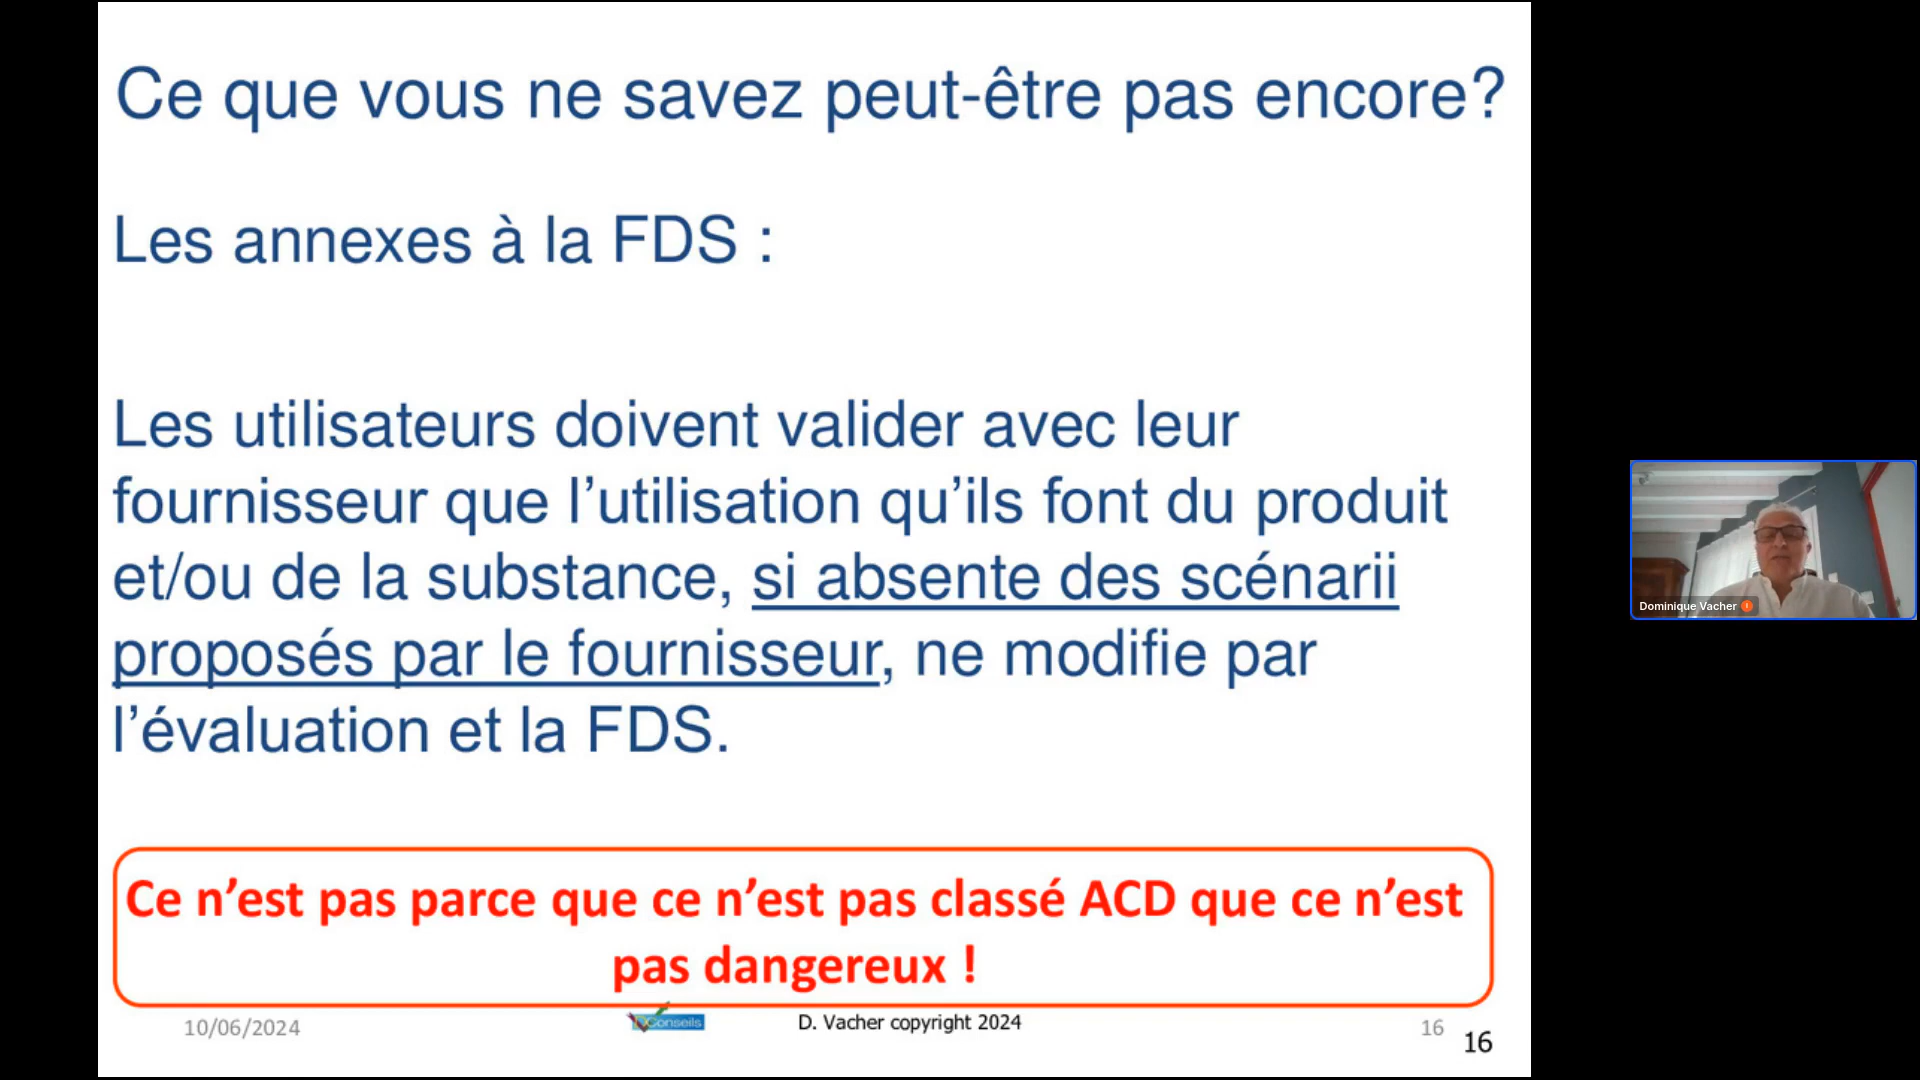 Ce que vous ne savez peut-être pas encore?
Les annexes à la FDS :
Les utilisateurs doivent valider avec leur
fournisseur que l’utilisation qu’ils font du produit
et/ou de la substance, si absente des scénarii
proposés par le fournisseur, ne modifie par
l’évaluation et la FDS.
Ce n’est pas parce que ce n’est pas classé ACD que ce n’est
pas dangereux !
10/06/2024
Conseils
D. Vacher copyright 2024
16
16
Dominique Vacher